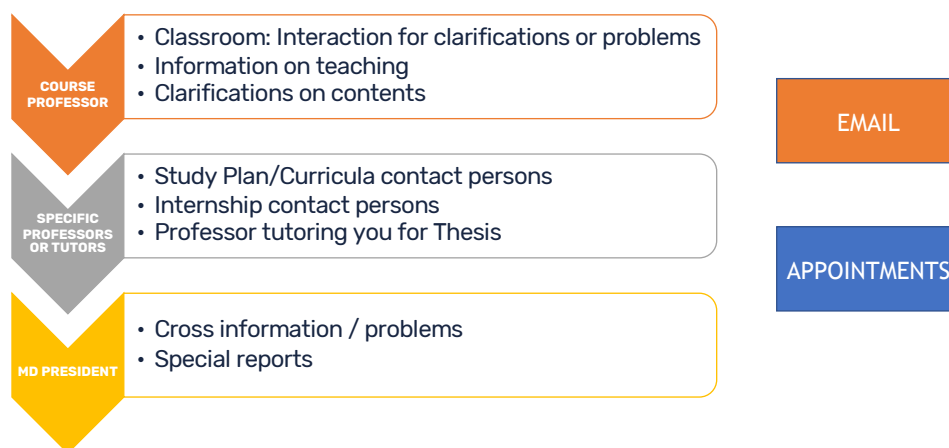 COURSE
PROFESSOR
• Classroom: Interaction for clarifications or problems
• Information on teaching
• Clarifications on contents
SPECIFIC
PROFESSORS
OR TUTORS
• Study Plan/Curricula contact persons
• Internship contact persons
• Professor tutoring you for Thesis
MD PRESIDENT
• Cross information / problems
• Special reports
EMAIL
APPOINTMENTS